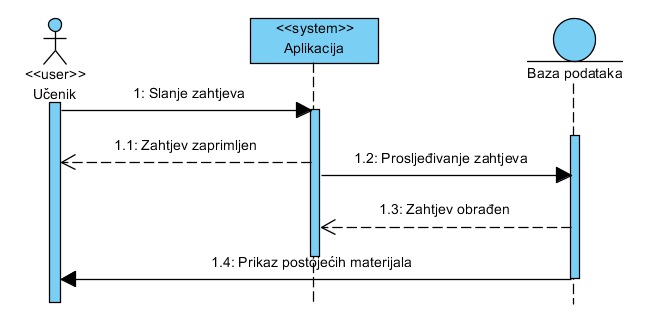 <<system>>
Aplikacija
<<user>>
Učenik
Baza podataka
1: Slanje zahtjeva
1.1: Zahtjev zaprimljen
1.2: Prosljeđivanje zahtjeva
1.3: Zahtjev obrađen
1.4: Prikaz postojećih materijala